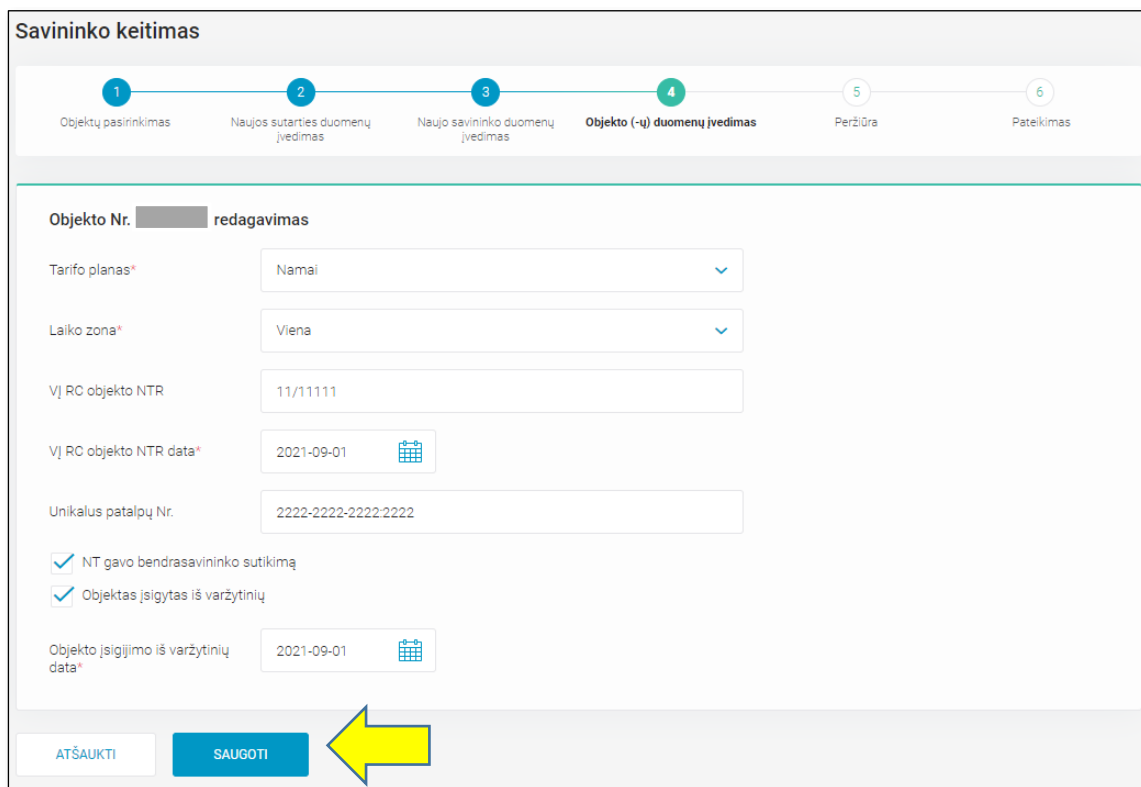 Savininko keitimas
1 2 3 4 5 6
Objektų pasirinkimas
Naujos sutarties duomenų
įvedimas
Naujo savininko duomenų
įvedimas
Objekto (-ų) duomenų įvedimas
Peržiūra
Pateikimas
Objekto Nr. redagavimas
Tarifo planas* Namai
Laiko zona* Viena
VĮ RC objekto NTR 11/11111
VĮ RC objekto NTR data* 2021-09-01
Unikalus patalpų Nr. 2222-2222-2222:2222
NT gavo bendrasavininko sutikimą
Objektas įsigytas iš varžytinių
Objekto įsigijimo iš varžytinių
data*
2021-09-01
ATŠAUKTI SAUGOTI